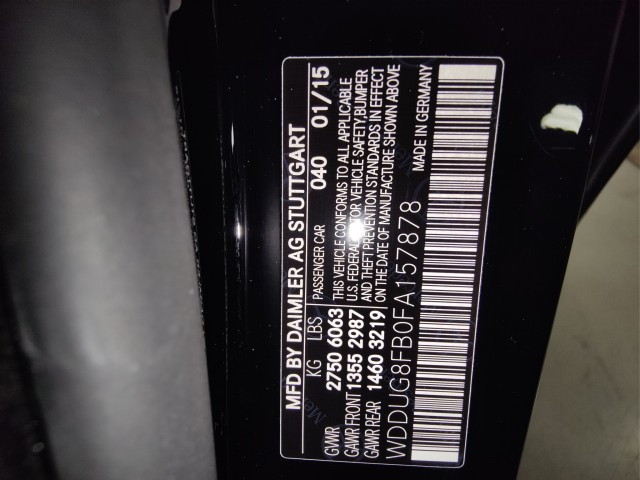 MFD BY DAIMLER AG STUTTGART
KG LBS PASSENGER CAR 040 01/15
GVWR 2750 6063 THIS VEHICLE CONFORMS TO ALL APPLICABLE
GAWR FRONT 1355 2987 U.S. FEDERAL MOTOR VEHICLE SAFETY, BUMPER
GAWR REAR 1460 3219 AND THEFT PREVENTION STANDARDS IN EFFECT
ON THE DATE OF MANUFACTURE SHOWN ABOVE
WDDUG8FB0FA157878 MADE IN GERMANY